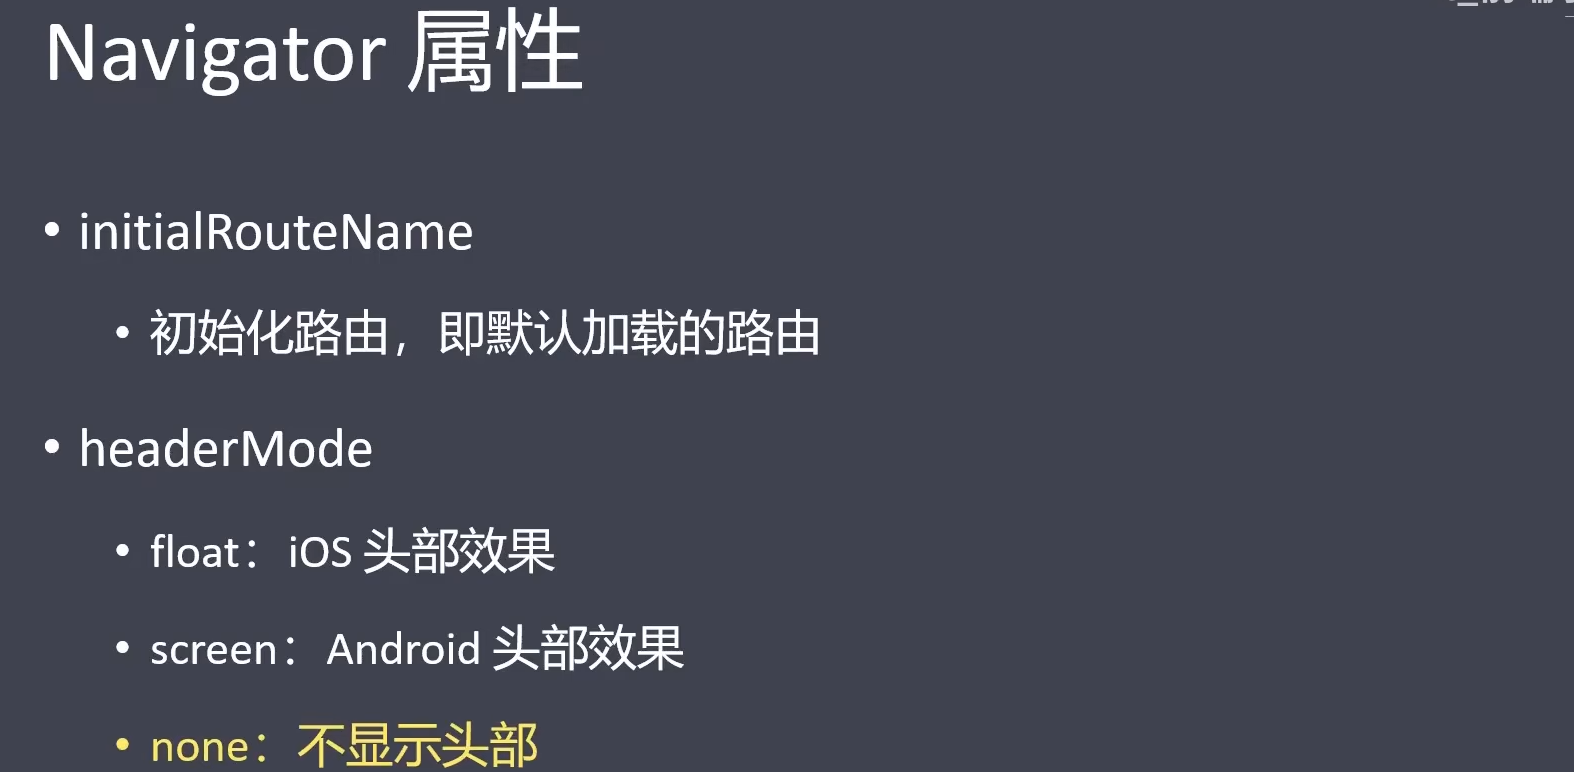 Navigator 属性
• initialRouteName
• 初始化路由，即默认加载的路由
• headerMode
• float：iOS 头部效果
• screen：Android 头部效果
• none：不显示头部